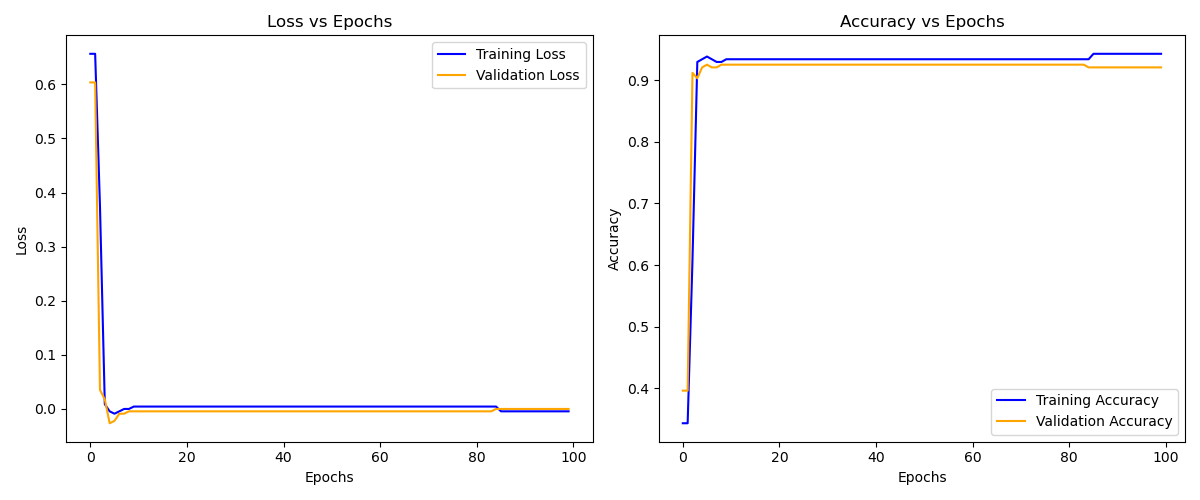 Loss vs Epochs
Training Loss
Validation Loss
0.6
0.5
0.4
0.3
0.2
0.1
0.0
Loss
0 20 40 60 80 100
Epochs
Accuracy vs Epochs
0.9
0.8
0.7
0.6
0.5
0.4
Accuracy
Training Accuracy
Validation Accuracy
0 20 40 60 80 100
Epochs